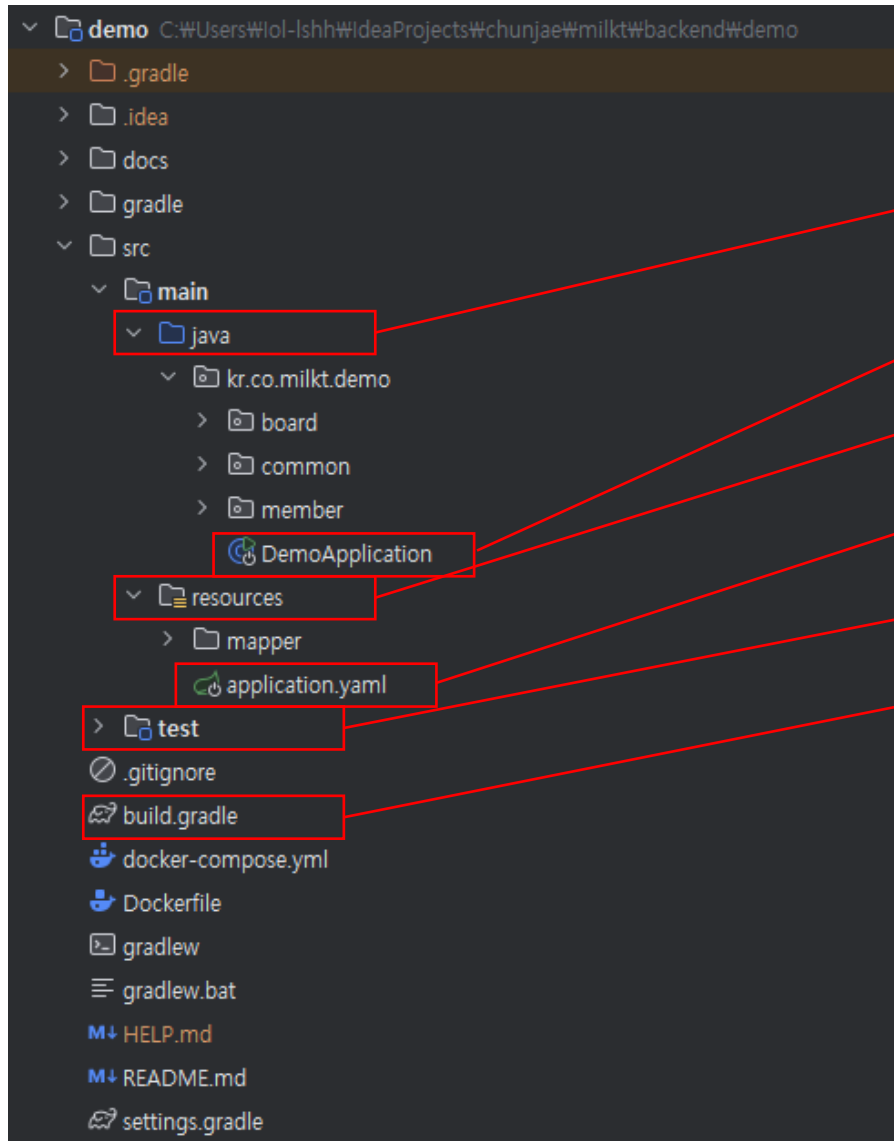 demo C:₩Users₩lol-lshh₩IdeaProjects₩chunjae₩milkt₩backend₩demo
.gradle
.idea
docs
gradle
src
main
java
kr.co.milkt.demo
board
common
member
DemoApplication
resources
mapper
application.yaml
test
.gitignore
build.gradle
docker-compose.yml
Dockerfile
gradlew
gradlew.bat
M↓ HELP.md
M↓ README.md
settings.gradle